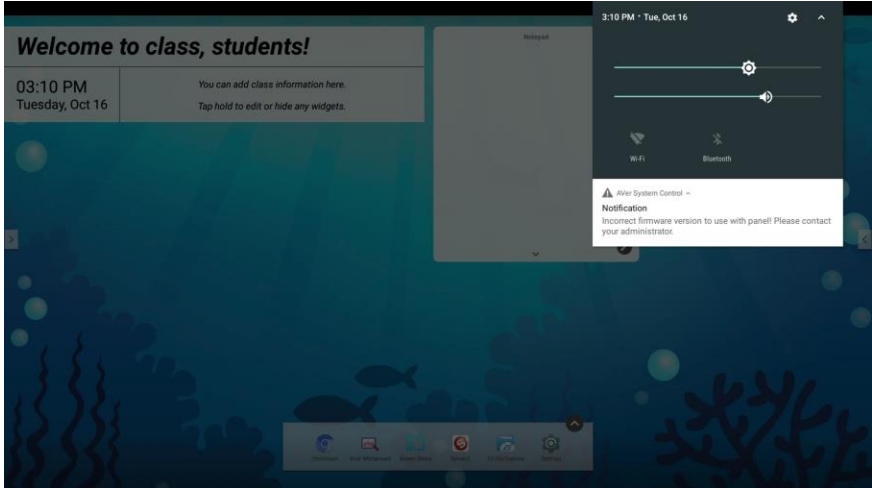 3:10 PM • Tue, Oct 16
Welcome to class, students!
Notepad
03:10 PM
Tuesday, Oct 16
You can add class information here.
Tap hold to edit or hide any widgets.
Wi-Fi
Bluetooth
AVer System Control
Notification
Incorrect firmware version to use with panel! Please contact
your administrator.
Settings